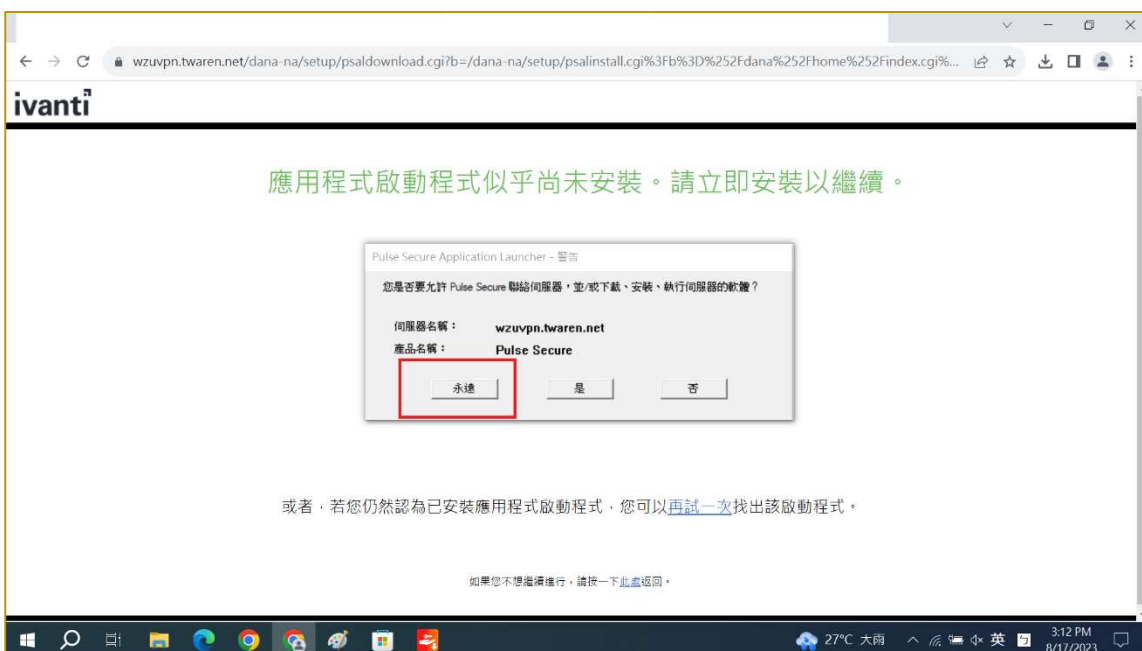 wzuvpn.twaren.net/dana-na/setup/psaldownload.cgi?b=/dana-na/setup/psalinstall.cgi%3Fb%3D%252Fdana%252Fhome%252Findex.cgi%...
ivanti
應用程式啟動程式似乎尚未安裝。請立即安裝以繼續。
Pulse Secure Application Launcher - 警告
您是否要允許 Pulse Secure 聯絡伺服器,並/或下載、安裝、執行伺服器的軟體?
伺服器名稱: wzuvpn.twaren.net
產品名稱: Pulse Secure
永遠 是 否
或者,若您仍然認為已安裝應用程式啟動程式,您可以再試一次找出該啟動程式。
如果您不想繼續進行,請按一下此處返回。
27°C 大雨 英 3:12 PM
8/17/2023